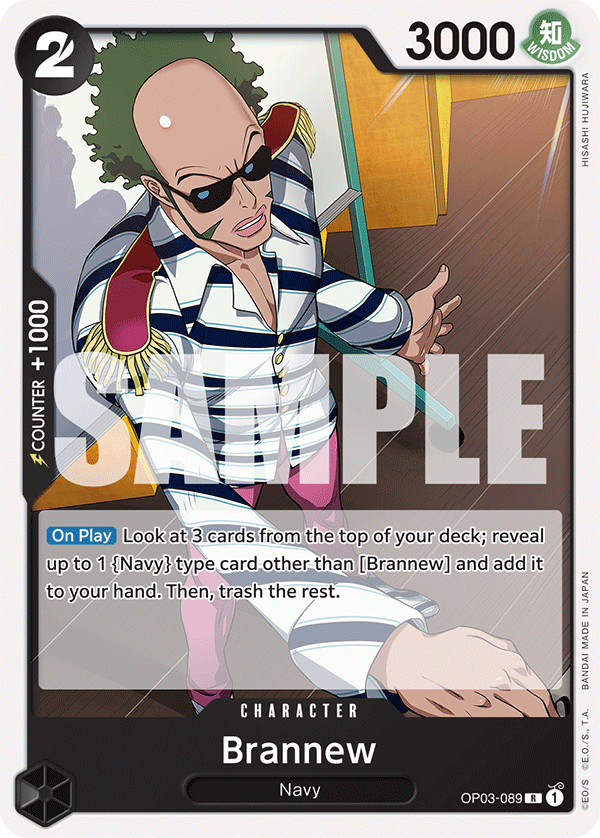 2
3000
知
WISDOM
HISASHI HUJIWARA
COUNTER +1000
SAMPLE
On Play Look at 3 cards from the top of your deck; reveal
up to 1 {Navy} type card other than [Brannew] and add it
to your hand. Then, trash the rest.
CHARACTER
Brannew
Navy
OP03-089 R 1
©E.O/S ©E.O./S., T.A. BANDAI MADE IN JAPAN